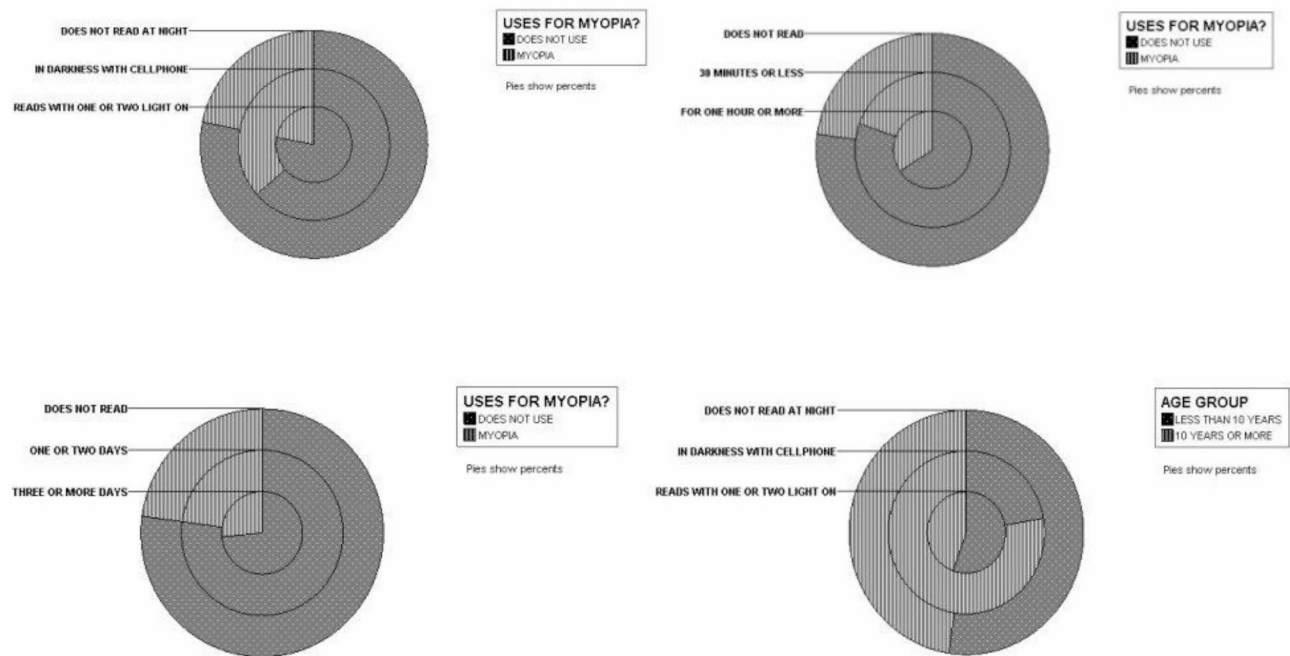 USES FOR MYOPIA?
DOES NOT USE
MYOPIA
Pies show percents
DOES NOT READ AT NIGHT
IN DARKNESS WITH CELLPHONE
READS WITH ONE OR TWO LIGHT ON
USES FOR MYOPIA?
DOES NOT USE
MYOPIA
Pies show percents
DOES NOT READ
30 MINUTES OR LESS
FOR ONE HOUR OR MORE
USES FOR MYOPIA?
DOES NOT USE
MYOPIA
Pies show percents
DOES NOT READ
ONE OR TWO DAYS
THREE OR MORE DAYS
AGE GROUP
LESS THAN 10 YEARS
10 YEARS OR MORE
Pies show percents
DOES NOT READ AT NIGHT
IN DARKNESS WITH CELLPHONE
READS WITH ONE OR TWO LIGHT ON